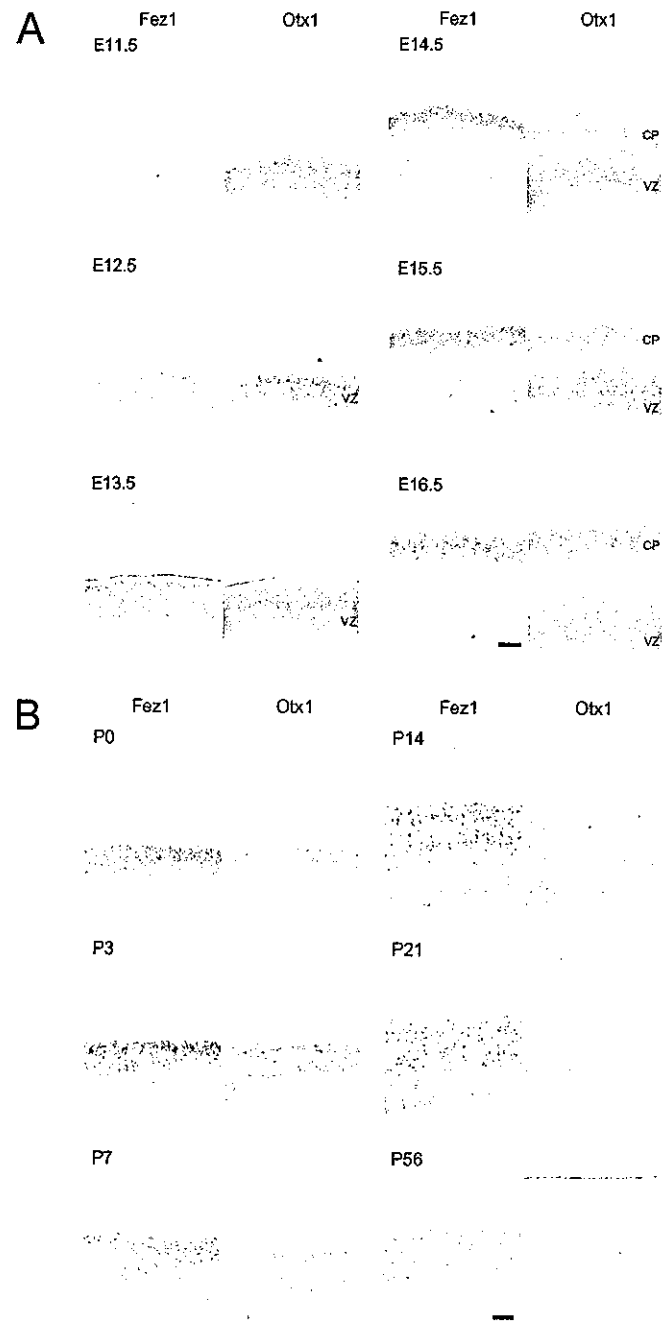 A
Fez1 Otx1 Fez1 Otx1
E11.5 E14.5
CP
VZ
E12.5 E15.5
CP
VZ
VZ
E13.5 E16.5
CP
VZ
VZ
B
Fez1 Otx1 Fez1 Otx1
P0 P14
P3 P21
P7 P56